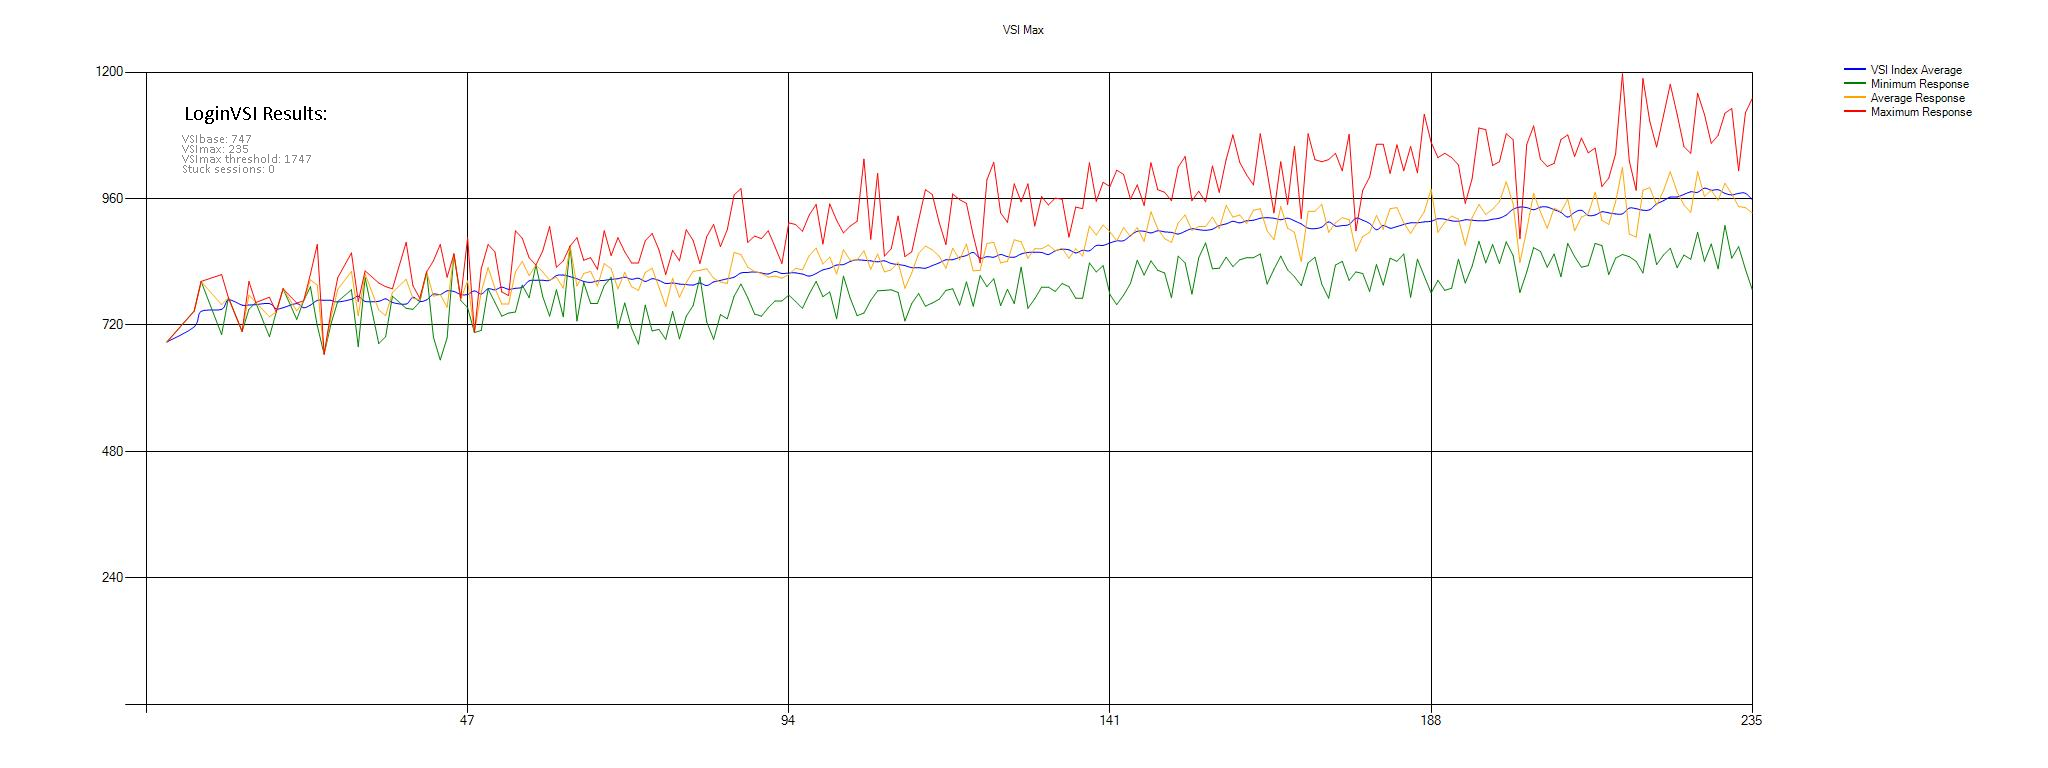 VSI Max
1200
960
720
480
240
47
94
141
188
235
LoginVSI Results:
VSIbase: 747
VSImax: 235
VSImax threshold: 1747
Stuck sessions: 0
VSI Index Average
Minimum Response
Average Response
Maximum Response